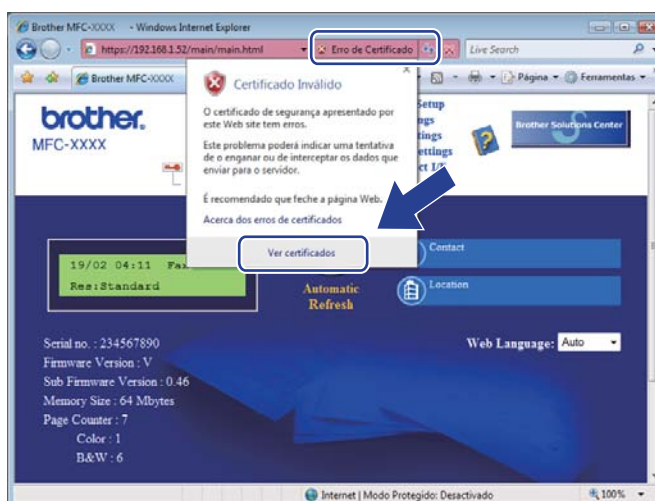 Brother MFC-XXXX - Windows Internet Explorer
https://192.168.1.52/main/main.html
Erro de Certificado
Live Search
Brother MFC-XXXX
Página
Ferramentas
Certificado Inválido
O certificado de segurança apresentado por
este Web site tem erros.
Este problema poderá indicar uma tentativa
de o enganar ou de interceptar os dados que
enviar para o servidor.
É recomendado que feche a página Web.
Acerca dos erros de certificados
Ver certificados
brother.
MFC-XXXX
Setup
Brother Solutions Center
19/02 04:11 Fax
Res:Standard
Automatic
Refresh
Contact
Location
Serial no. : 234567890
Firmware Version : V
Sub Firmware Version : 0.46
Memory Size : 64 Mbytes
Page Counter : 7
Color : 1
B&W : 6
Web Language: Auto
Internet | Modo Protegido: Desactivado
100%